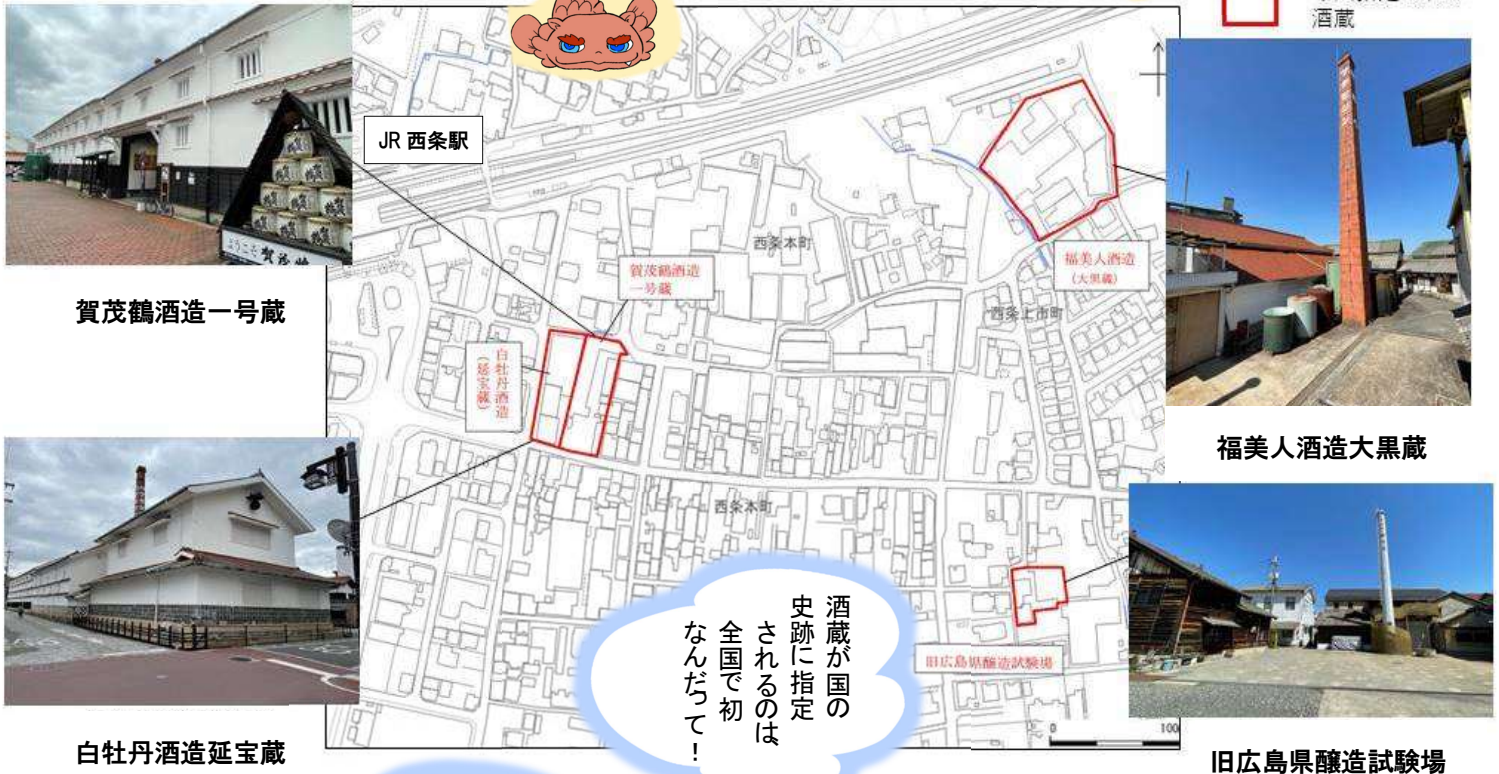 酒蔵
JR 西条駅
ようこそ
賀茂鶴酒造一号蔵
西条本町
賀茂鶴酒造
一号蔵
福美人酒造
(大黒蔵)
西条上市町
白牡丹酒造
(延宝蔵)
福美人酒造大黒蔵
西条本町
酒蔵が国の
史跡に指定
されるのは、
全国で初
なんだって!
旧広島県醸造試験場
0
100
白牡丹酒造延宝蔵
旧広島県醸造試験場